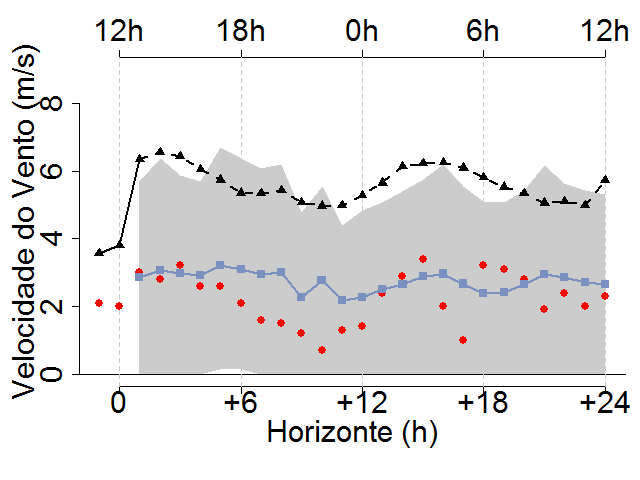 12h 18h 0h 6h 12h
Velocidade do Vento (m/s)
8
6
4
2
0
0 +6 +12 +18 +24
Horizonte (h)